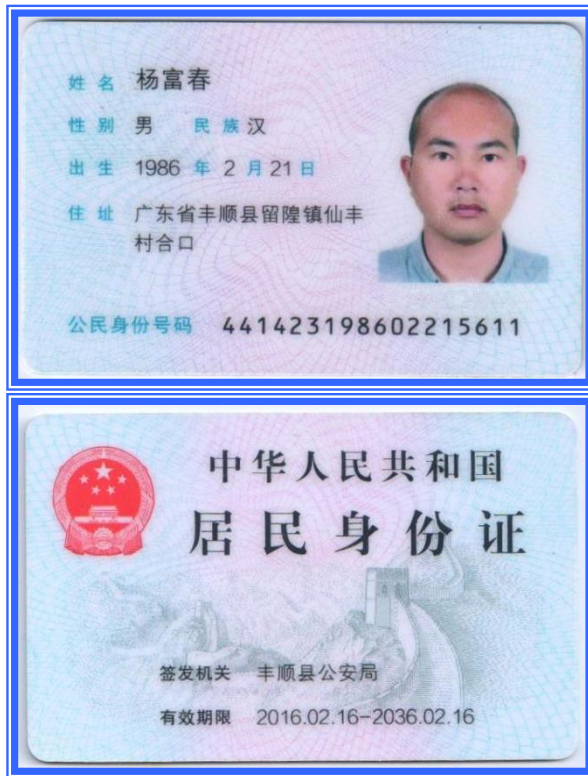 姓名 杨富春
性别 男 民族 汉
出生 1986 年 2 月 21 日
住址 广东省丰顺县留隍镇仙丰
村合口
公民身份号码 441423198602215611
中华人民共和国
居民身份证
签发机关 丰顺县公安局
有效期限 2016.02.16-2036.02.16